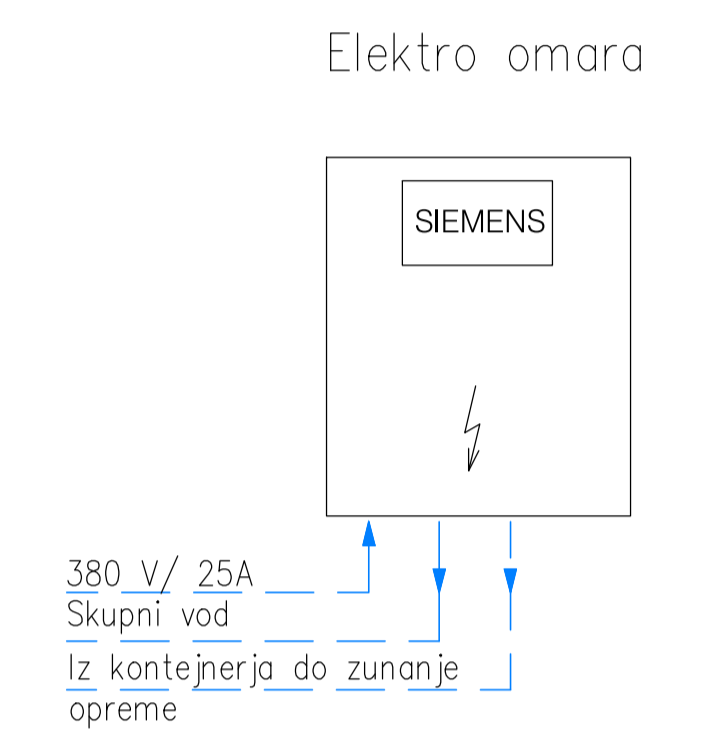 Elektro omara
SIEMENS
380 V/ 25A
Skupni vod
Iz kontejnerja do zunanje
opreme